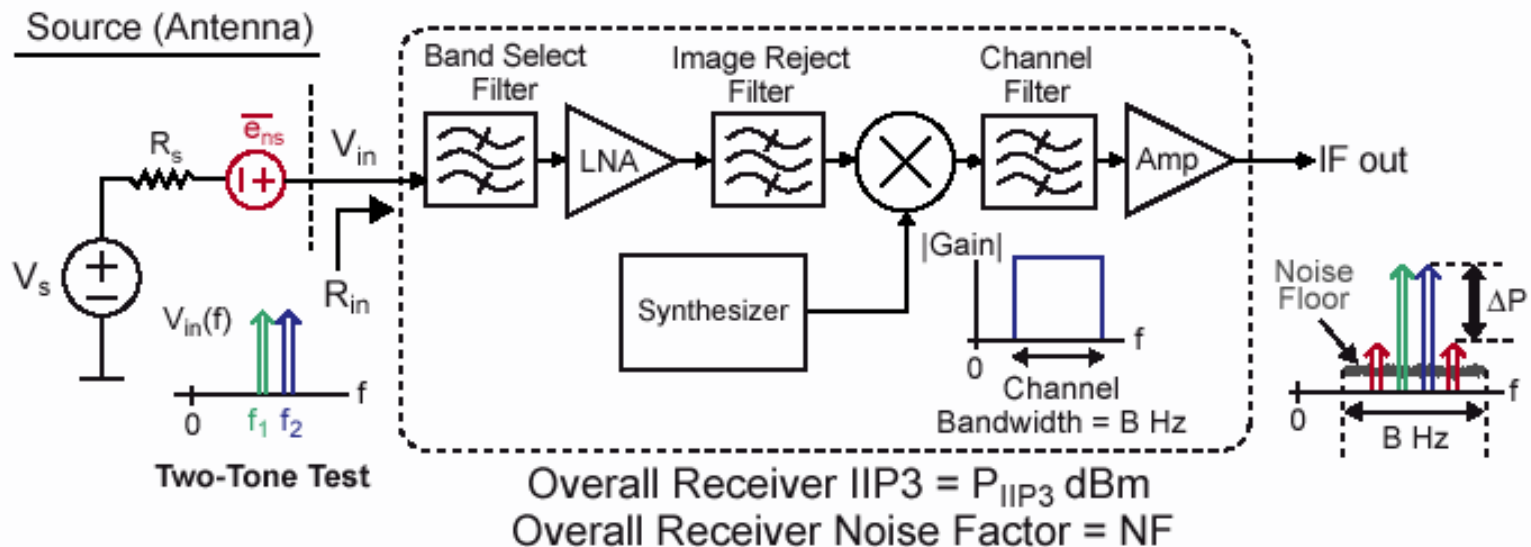 Source (Antenna)
Band Select
Filter
Image Reject
Filter
Channel
Filter
R_s
e_ns
V_in
LNA
Amp
IF out
V_s
R_in
V_in(f)
f
0
f_1
f_2
Two-Tone Test
Synthesizer
|Gain|
f
0
Channel
Bandwidth = B Hz
Noise
Floor
ΔP
f
0
B Hz
Overall Receiver IIP3 = P_IIP3 dBm
Overall Receiver Noise Factor = NF